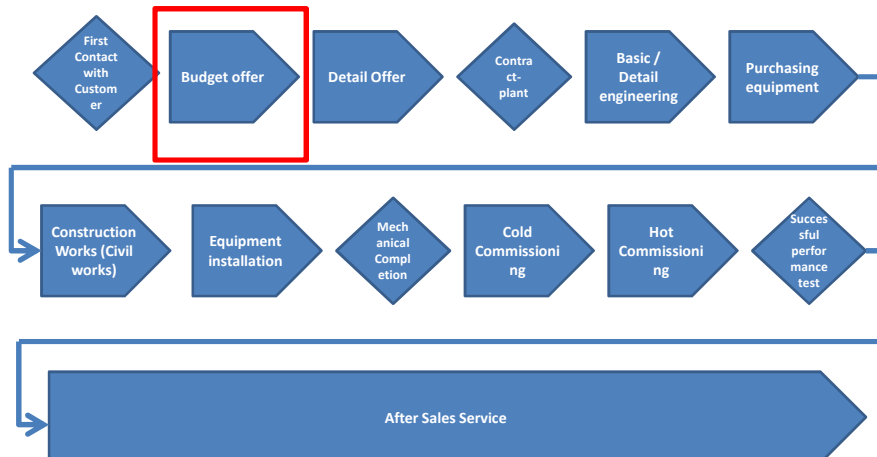 First
Contact
with
Custom
er
Budget offer
Detail Offer
Contra
ct-
plant
Basic /
Detail
engineering
Purchasing
equipment
Construction
Works (Civil
works)
Equipment
installation
Mech
anical
Compl
etion
Cold
Commissioni
ng
Hot
Commissioni
ng
Succes
sful
perfor
mance
test
After Sales Service